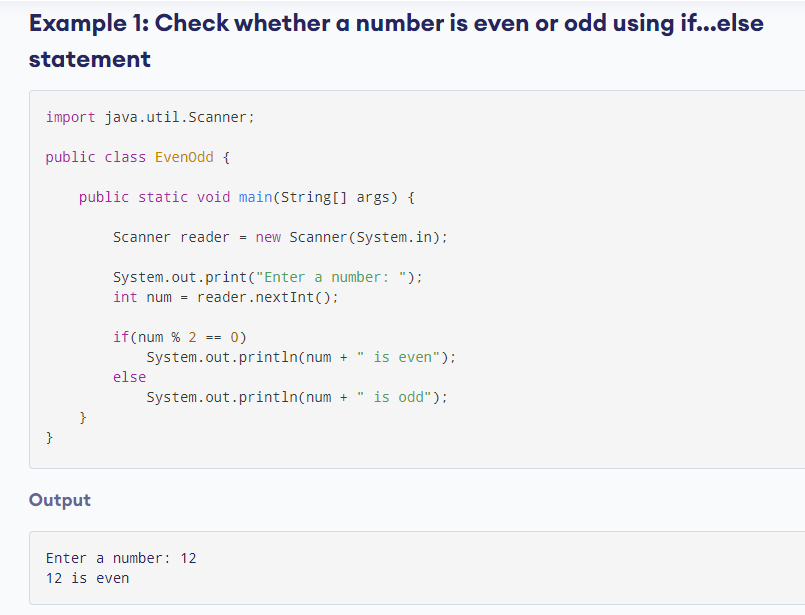 Example 1: Check whether a number is even or odd using if...else
statement
import java.util.Scanner;
public class EvenOdd {
public static void main(String[] args) {
Scanner reader = new Scanner(System.in);
System.out.print("Enter a number: ");
int num = reader.nextInt();
if(num % 2 == 0)
System.out.println(num + " is even");
else
System.out.println(num + " is odd");
}
}
Output
Enter a number: 12
12 is even